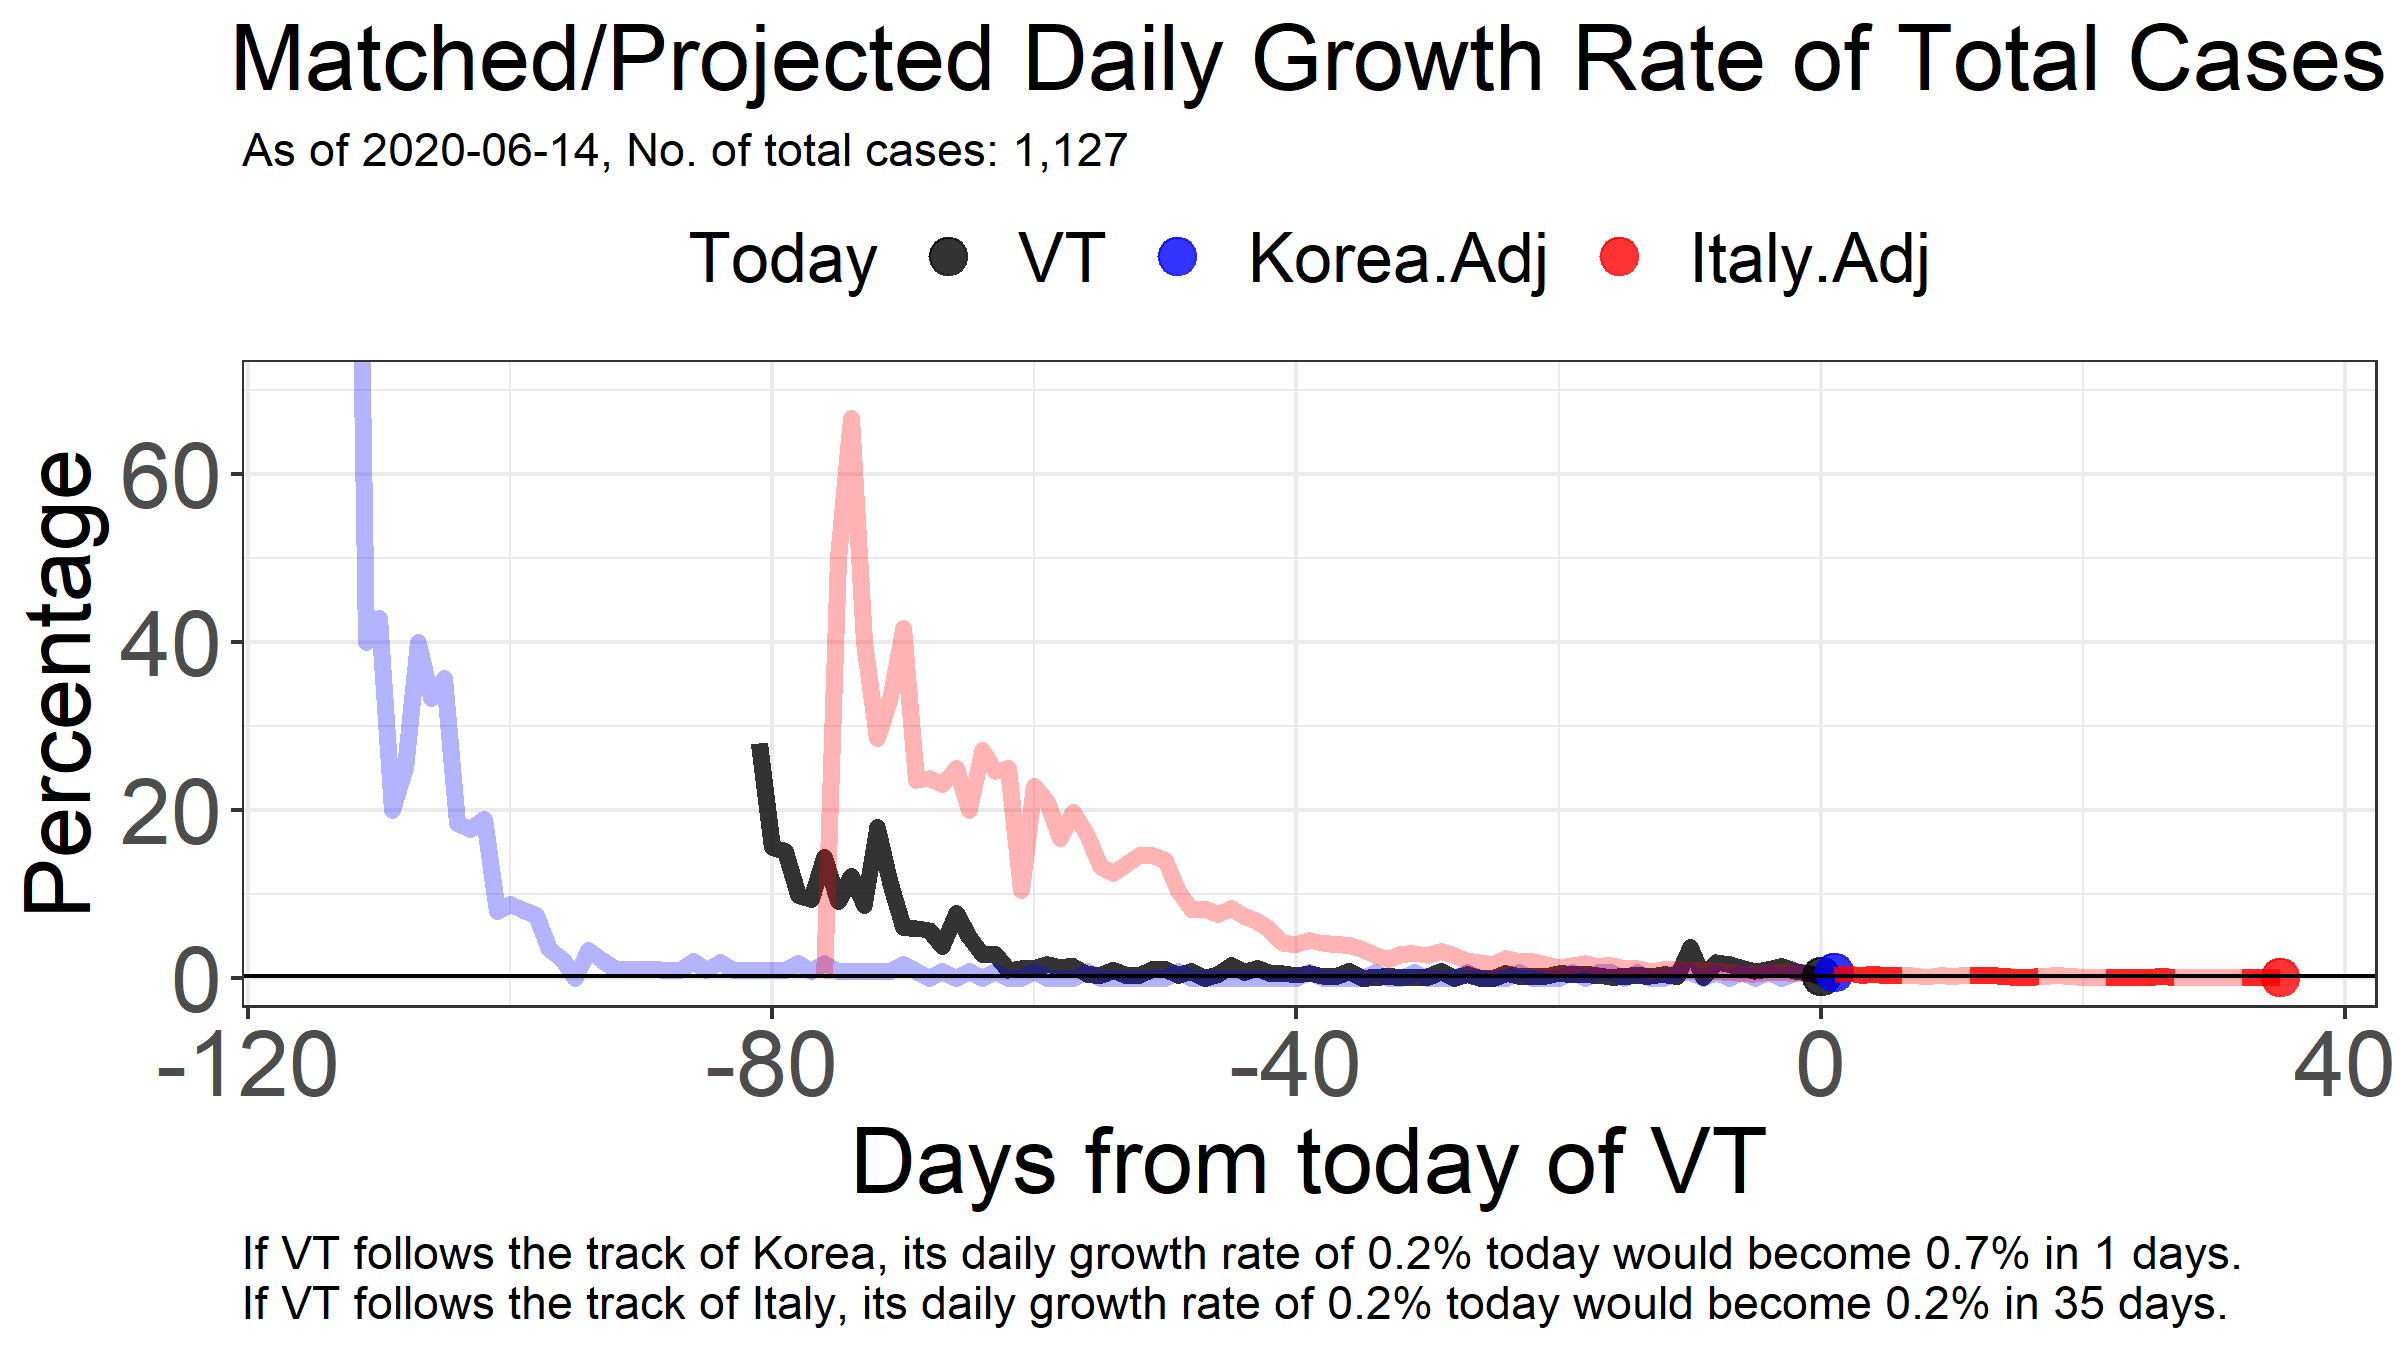 Matched/Projected Daily Growth Rate of Total Cases
As of 2020-06-14, No. of total cases: 1,127
Today VT Korea.Adj Italy.Adj
Percentage
60
40
20
0
-120 -80 -40 0 40
Days from today of VT
If VT follows the track of Korea, its daily growth rate of 0.2% today would become 0.7% in 1 days.
If VT follows the track of Italy, its daily growth rate of 0.2% today would become 0.2% in 35 days.